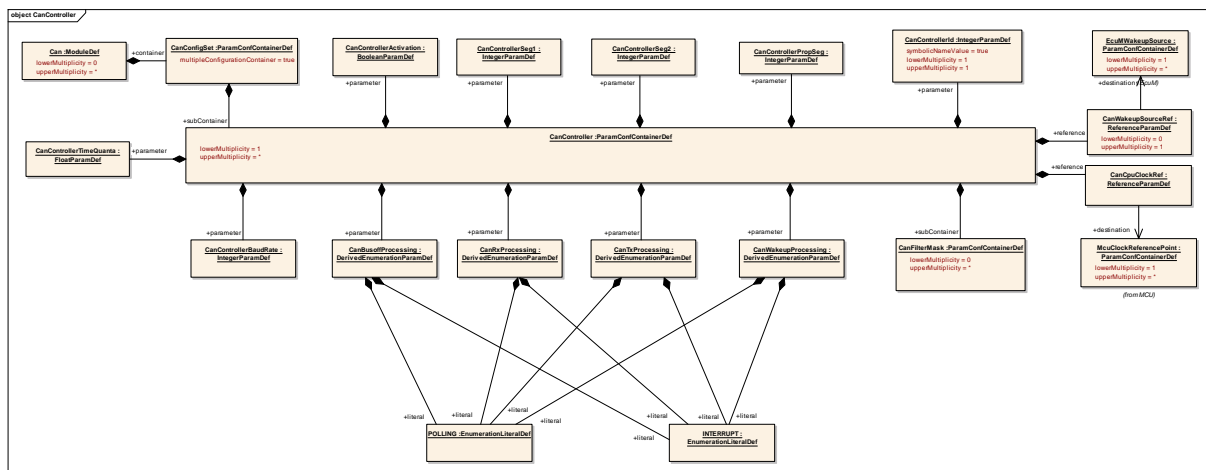 object CanController
Can :ModuleDef
lowerMultiplicity = 0
upperMultiplicity = *
+container
CanConfigSet :ParamConfContainerDef
multipleConfigurationContainer = true
CanControllerActivation :
BooleanParamDef
CanControllerSeg1 :
IntegerParamDef
CanControllerSeg2 :
IntegerParamDef
CanControllerPropSeg :
IntegerParamDef
CanControllerId :IntegerParamDef
symbolicNameValue = true
lowerMultiplicity = 1
upperMultiplicity = 1
EcuMWakeupSource :
ParamConfContainerDef
lowerMultiplicity = 1
upperMultiplicity = *
+parameter
+parameter
+parameter
+parameter
+parameter
+destination
(EcuM)
+subContainer
CanWakeupSourceRef :
ReferenceParamDef
lowerMultiplicity = 0
upperMultiplicity = 1
+reference
CanController :ParamConfContainerDef
lowerMultiplicity = 1
upperMultiplicity = *
CanControllerTimeQuanta :
FloatParamDef
+parameter
+reference
CanCpuClockRef :
ReferenceParamDef
+parameter
+parameter
+parameter
+parameter
+parameter
+subContainer
+destination
CanControllerBaudRate :
IntegerParamDef
CanBusoffProcessing :
DerivedEnumerationParamDef
CanRxProcessing :
DerivedEnumerationParamDef
CanTxProcessing :
DerivedEnumerationParamDef
CanWakeupProcessing :
DerivedEnumerationParamDef
CanFilterMask :ParamConfContainerDef
lowerMultiplicity = 0
upperMultiplicity = *
McuClockReferencePoint :
ParamConfContainerDef
lowerMultiplicity = 1
upperMultiplicity = *
(from MCU)
+literal
+literal
+literal
+literal
+literal
+literal
+literal
+literal
POLLING :EnumerationLiteralDef
INTERRUPT :
EnumerationLiteralDef